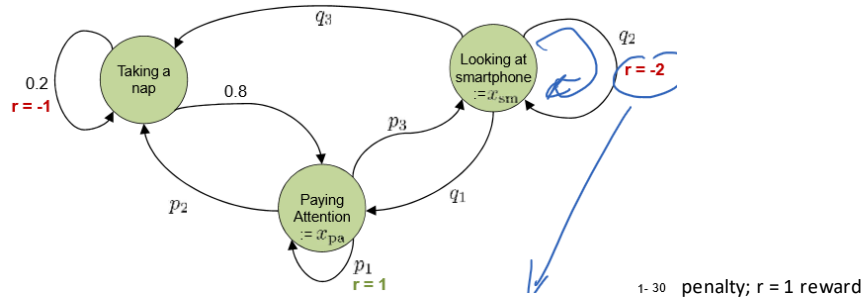 q₃
q₂
Looking at
smartphone
:=xₛₘ
r = -2
Taking a
nap
0.2
r = -1
0.8
p₃
q₁
p₂
Paying
Attention
:= xₚₐ
p₁
r = 1
1- 30 penalty; r = 1 reward